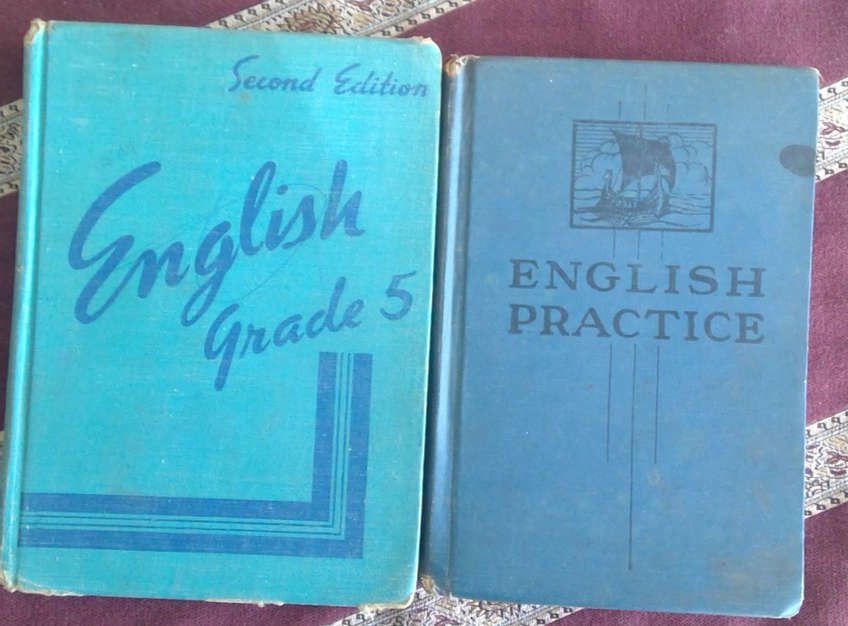 Second Edition
English
Grade 5
ENGLISH
PRACTICE